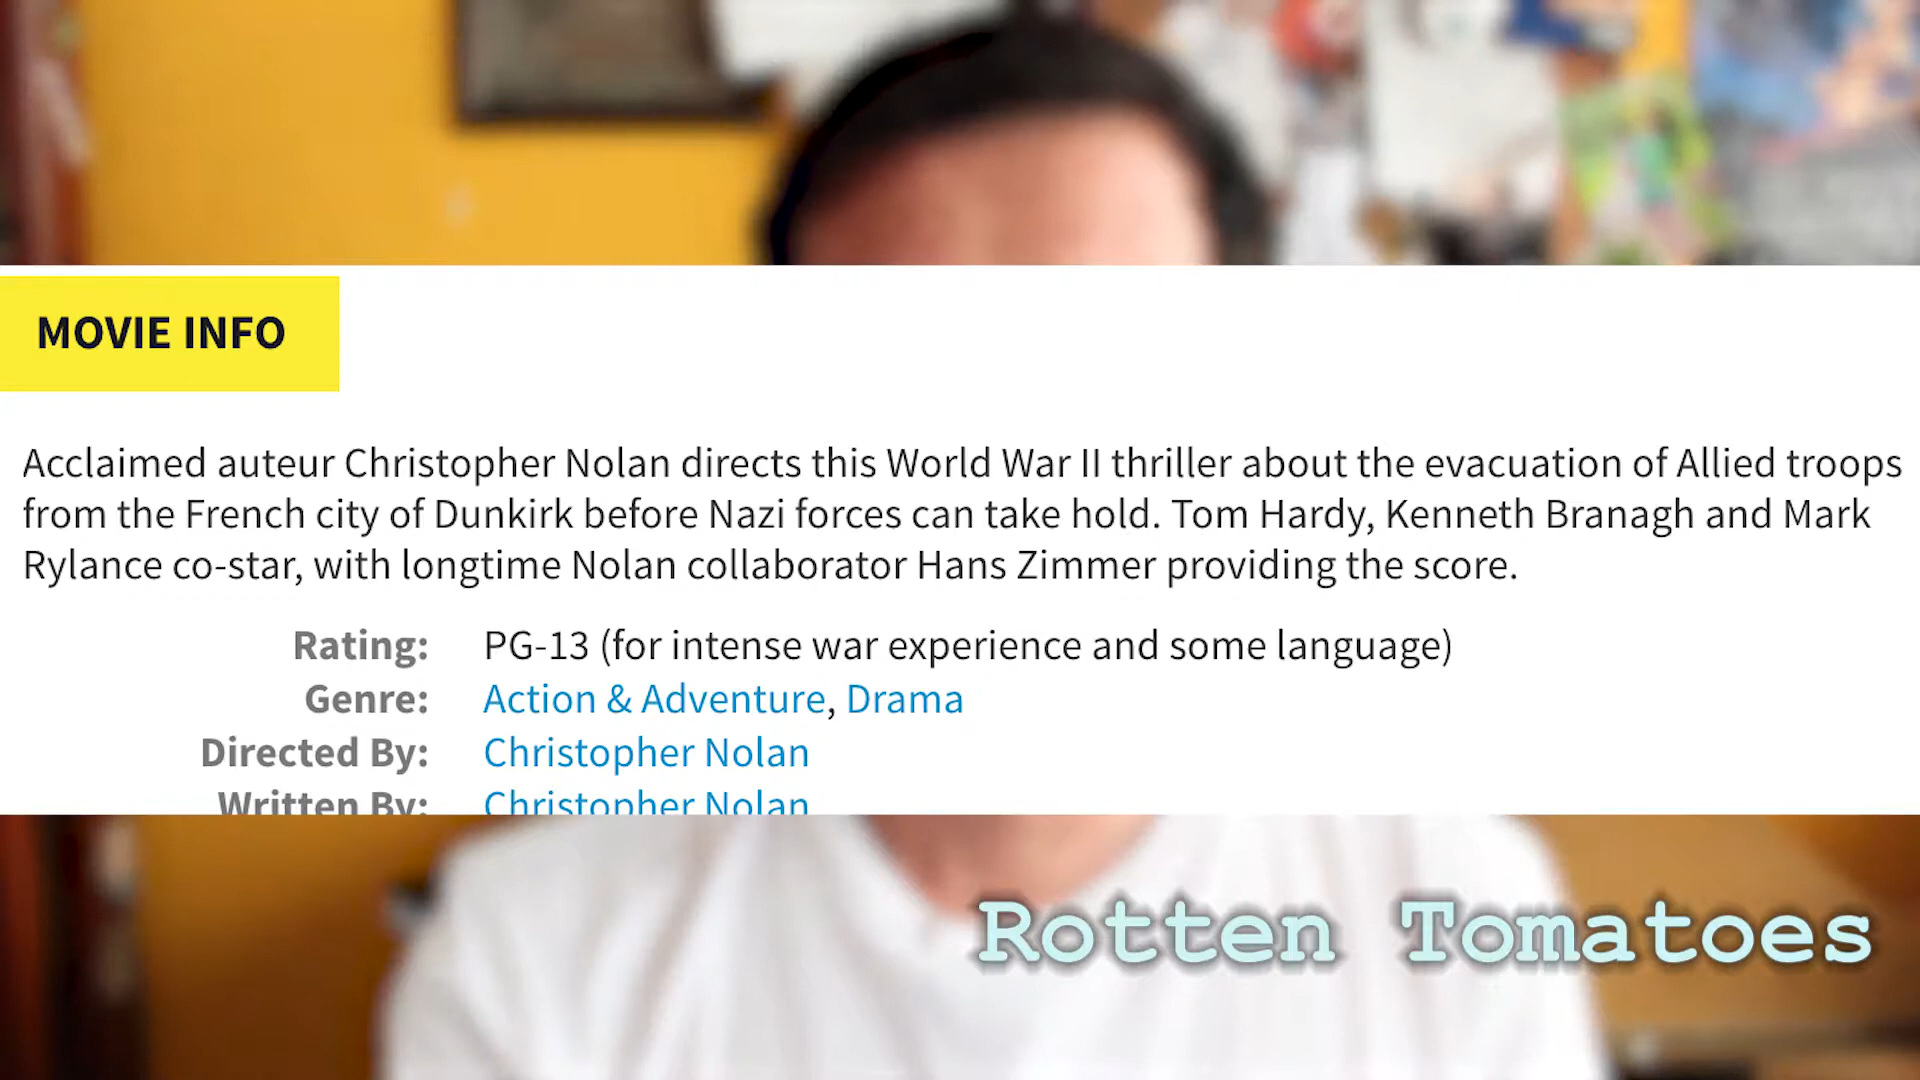 MOVIE INFO
Acclaimed auteur Christopher Nolan directs this World War II thriller about the evacuation of Allied troops
from the French city of Dunkirk before Nazi forces can take hold. Tom Hardy, Kenneth Branagh and Mark
Rylance co-star, with longtime Nolan collaborator Hans Zimmer providing the score.
Rating: PG-13 (for intense war experience and some language)
Genre: Action & Adventure, Drama
Directed By: Christopher Nolan
Written By: Christopher Nolan
Rotten Tomatoes